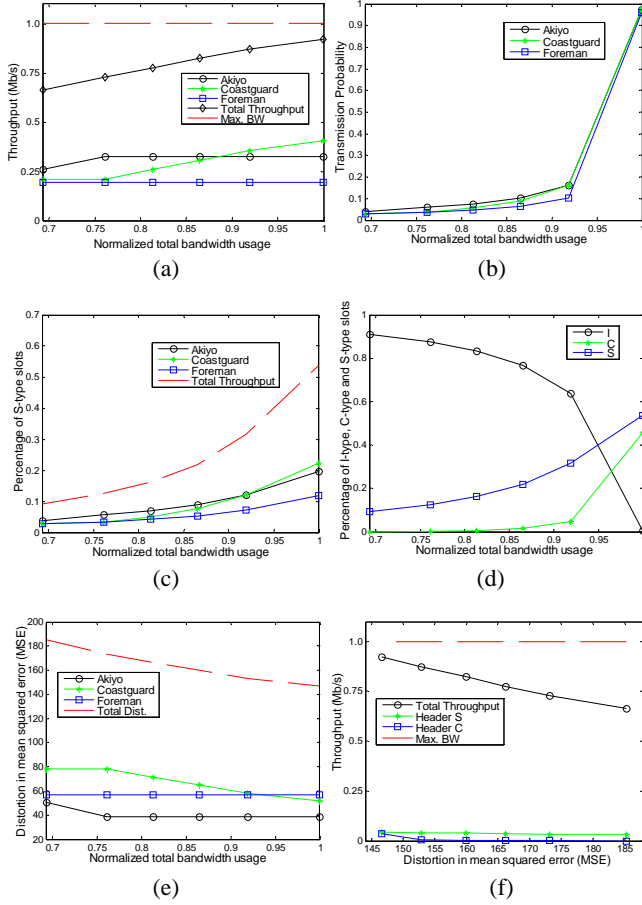 1.0
0.75
0.5
0.25
0
Throughput (Mb/s)
Akiyo
Coastguard
Foreman
Total Throughput
Max. BW
0.7 0.75 0.8 0.85 0.9 0.95 1
Normalized total bandwidth usage
(a)
1
0.9
0.8
0.7
0.6
0.5
0.4
0.3
0.2
0.1
0
Transmission Probability
Akiyo
Coastguard
Foreman
0.7 0.75 0.8 0.85 0.9 0.95 1
Normalized total bandwidth usage
(b)
0.7
0.6
0.5
0.4
0.3
0.2
0.1
0
Percentage of S-type slots
Akiyo
Coastguard
Foreman
Total Throughput
0.7 0.75 0.8 0.85 0.9 0.95 1
Normalized total bandwidth usage
(c)
1
0.8
0.6
0.4
0.2
0
Percentage of I-type, C-type and S-type slots
I
C
S
0.7 0.75 0.8 0.85 0.9 0.95 1
Normalized total bandwidth usage
(d)
200
180
160
140
120
100
80
60
40
20
Distortion in mean squared error (MSE)
Akiyo
Coastguard
Foreman
Total Dist.
0.7 0.75 0.8 0.85 0.9 0.95 1
Normalized total bandwidth usage
(e)
1.0
0.75
0.5
0.25
0
Throughput (Mb/s)
Total Throughput
Header S
Header C
Max. BW
145 150 155 160 165 170 175 180 185
Distortion in mean squared error (MSE)
(f)